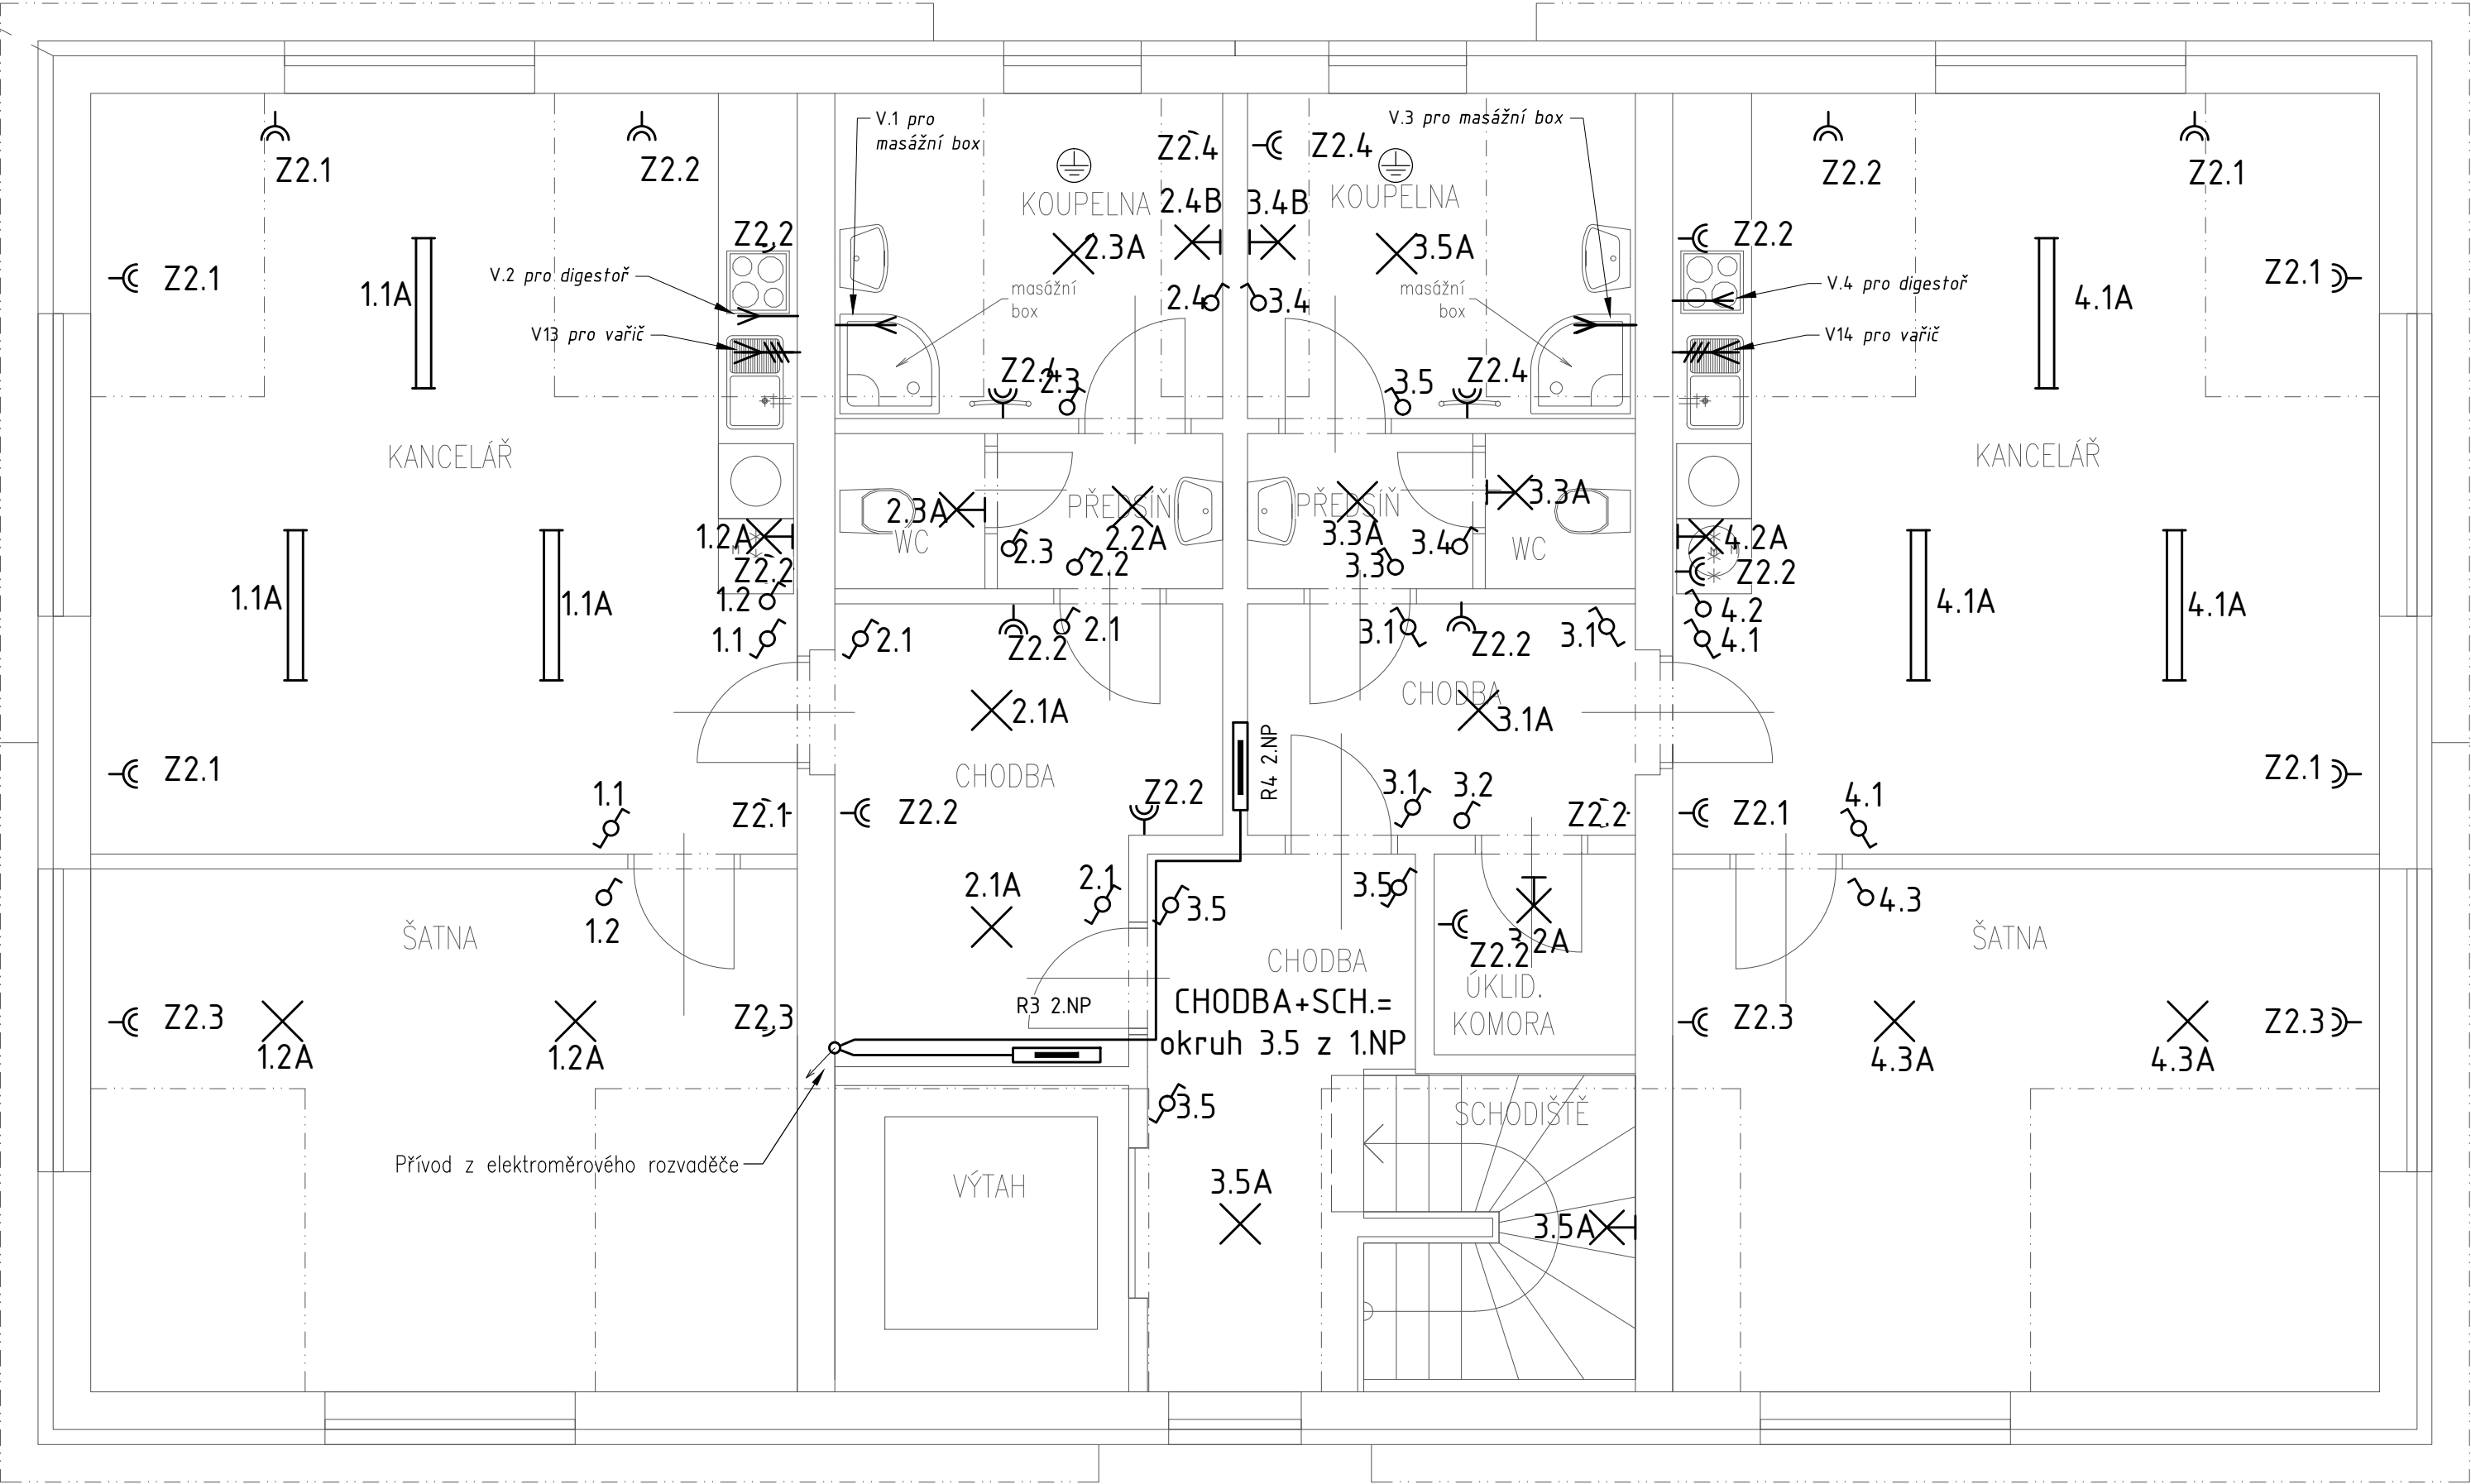 V.1 pro
masážní box
Z2.4
Z2.4
V.3 pro masážní box
Z2.1
Z2.2
Z2.2
Z2.1
KOUPELNA
2.4B
3.4B
KOUPELNA
Z2.2
2.3A
3.5A
Z2.2
Z2.1
1.1A
V.2 pro digestoř
masážní
box
2.4
3.4
masážní
box
V.4 pro digestoř
4.1A
Z2.1
V13 pro vařič
V14 pro vařič
Z2.4
2.3
3.5
Z2.4
KANCELÁŘ
KANCELÁŘ
2.3A
PŘEDSÍŇ
PŘEDSÍŇ
3.3A
1.2A
WC
2.3
2.2A
3.3A
3.4
WC
4.2A
Z2.2
2.2
3.3
Z2.2
1.1A
1.1A
1.2
4.2
4.1A
4.1A
1.1
2.1
Z2.2
2.1
3.1
Z2.2
3.1
4.1
2.1A
CHODBA
3.1A
CHODBA
R4 2.NP
Z2.1
Z2.1
1.1
Z2.1
Z2.2
Z2.2
3.1
3.2
Z2.2
Z2.1
4.1
2.1A
2.1
3.5
3.5
1.2
4.3
ŠATNA
ŠATNA
CHODBA
3.2A
Z2.2
ÚKLID.
KOMORA
R3 2.NP
CHODBA+SCH.=
okruh 3.5 z 1.NP
Z2.3
Z2.3
Z2.3
Z2.3
1.2A
1.2A
4.3A
4.3A
3.5
SCHODIŠTĚ
Přívod z elektroměrového rozvaděče
VÝTAH
3.5A
3.5A